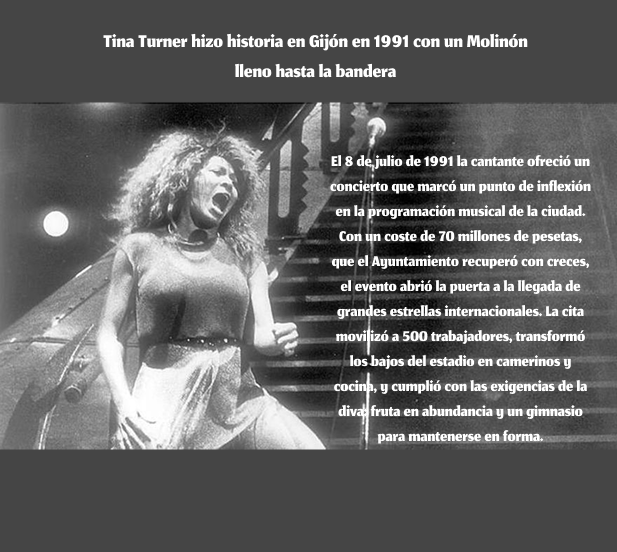 Tina Turner hizo historia en Gijón en 1991 con un Molinón
lleno hasta la bandera
El 8 de julio de 1991 la cantante ofreció un
concierto que marcó un punto de inflexión
en la programación musical de la ciudad.
Con un coste de 70 millones de pesetas,
que el Ayuntamiento recuperó con creces,
el evento abrió la puerta a la llegada de
grandes estrellas internacionales. La cita
movilizó a 500 trabajadores, transformó
los bajos del estadio en camerinos y
cocina, y cumplió con las exigencias de la
diva: fruta en abundancia y un gimnasio
para mantenerse en forma.